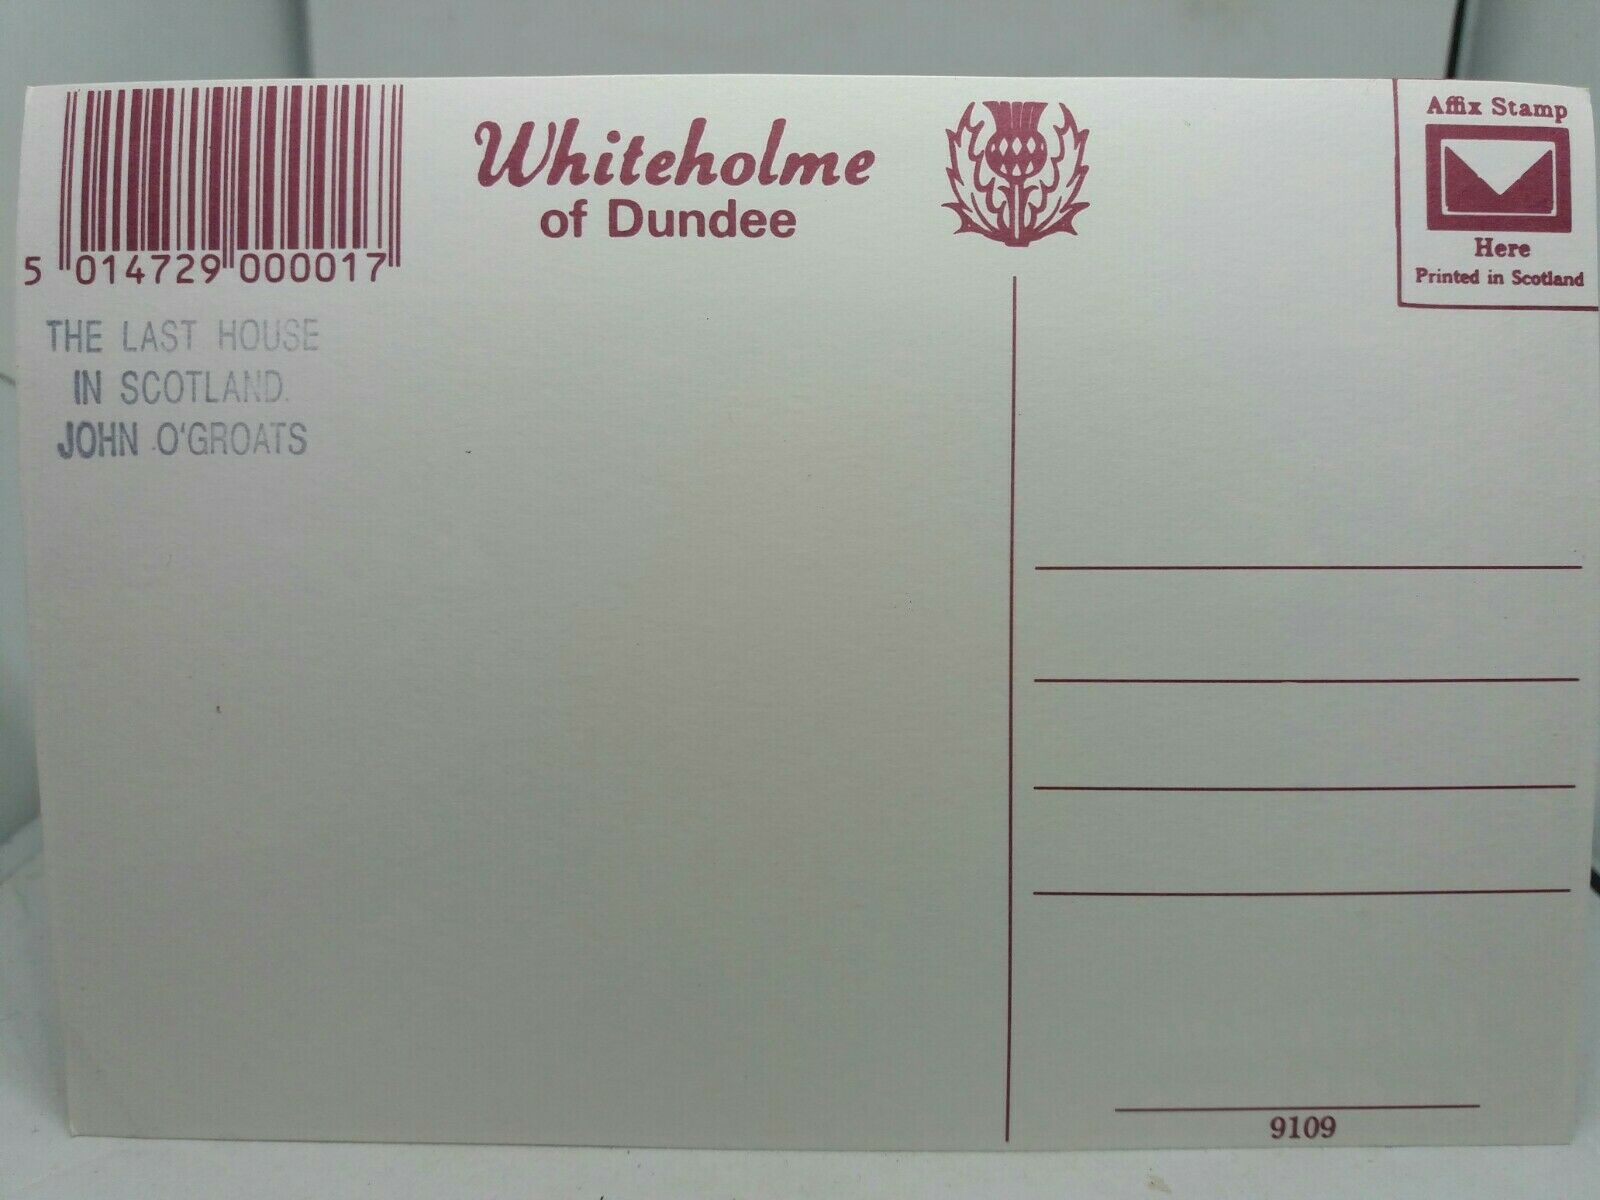 5 014729 000017
THE LAST HOUSE
IN SCOTLAND.
JOHN O'GROATS
Whiteholme
of Dundee
Affix Stamp
Here
Printed in Scotland
9109